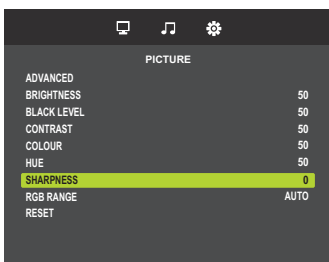 PICTURE
ADVANCED
BRIGHTNESS 50
BLACK LEVEL 50
CONTRAST 50
COLOUR 50
HUE 50
SHARPNESS 0
RGB RANGE AUTO
RESET